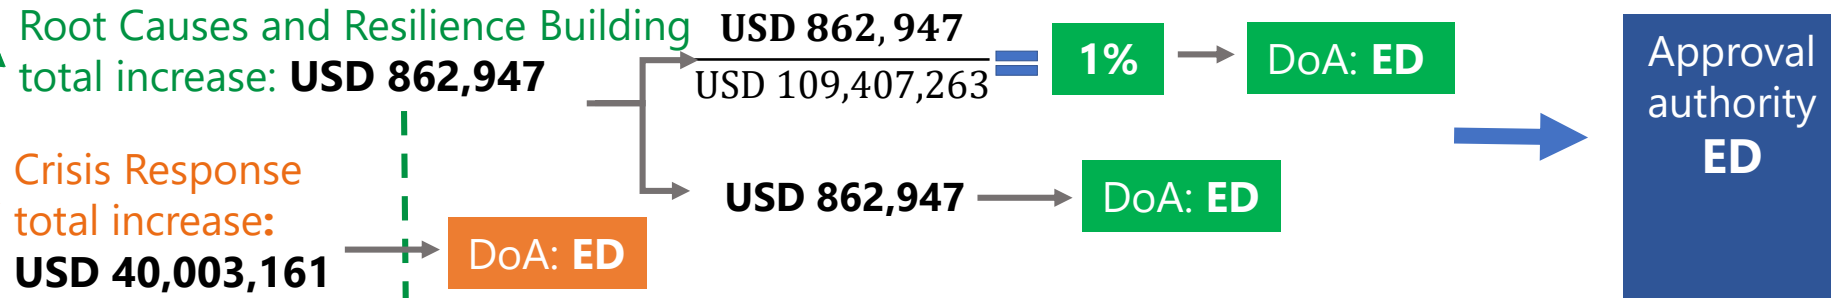 Root Causes and Resilience Building
total increase: USD 862,947
USD 862,947
USD 109,407,263
=
1%
DoA: ED
USD 862,947
DoA: ED
Crisis Response
total increase:
USD 40,003,161
DoA: ED
Approval
authority
ED